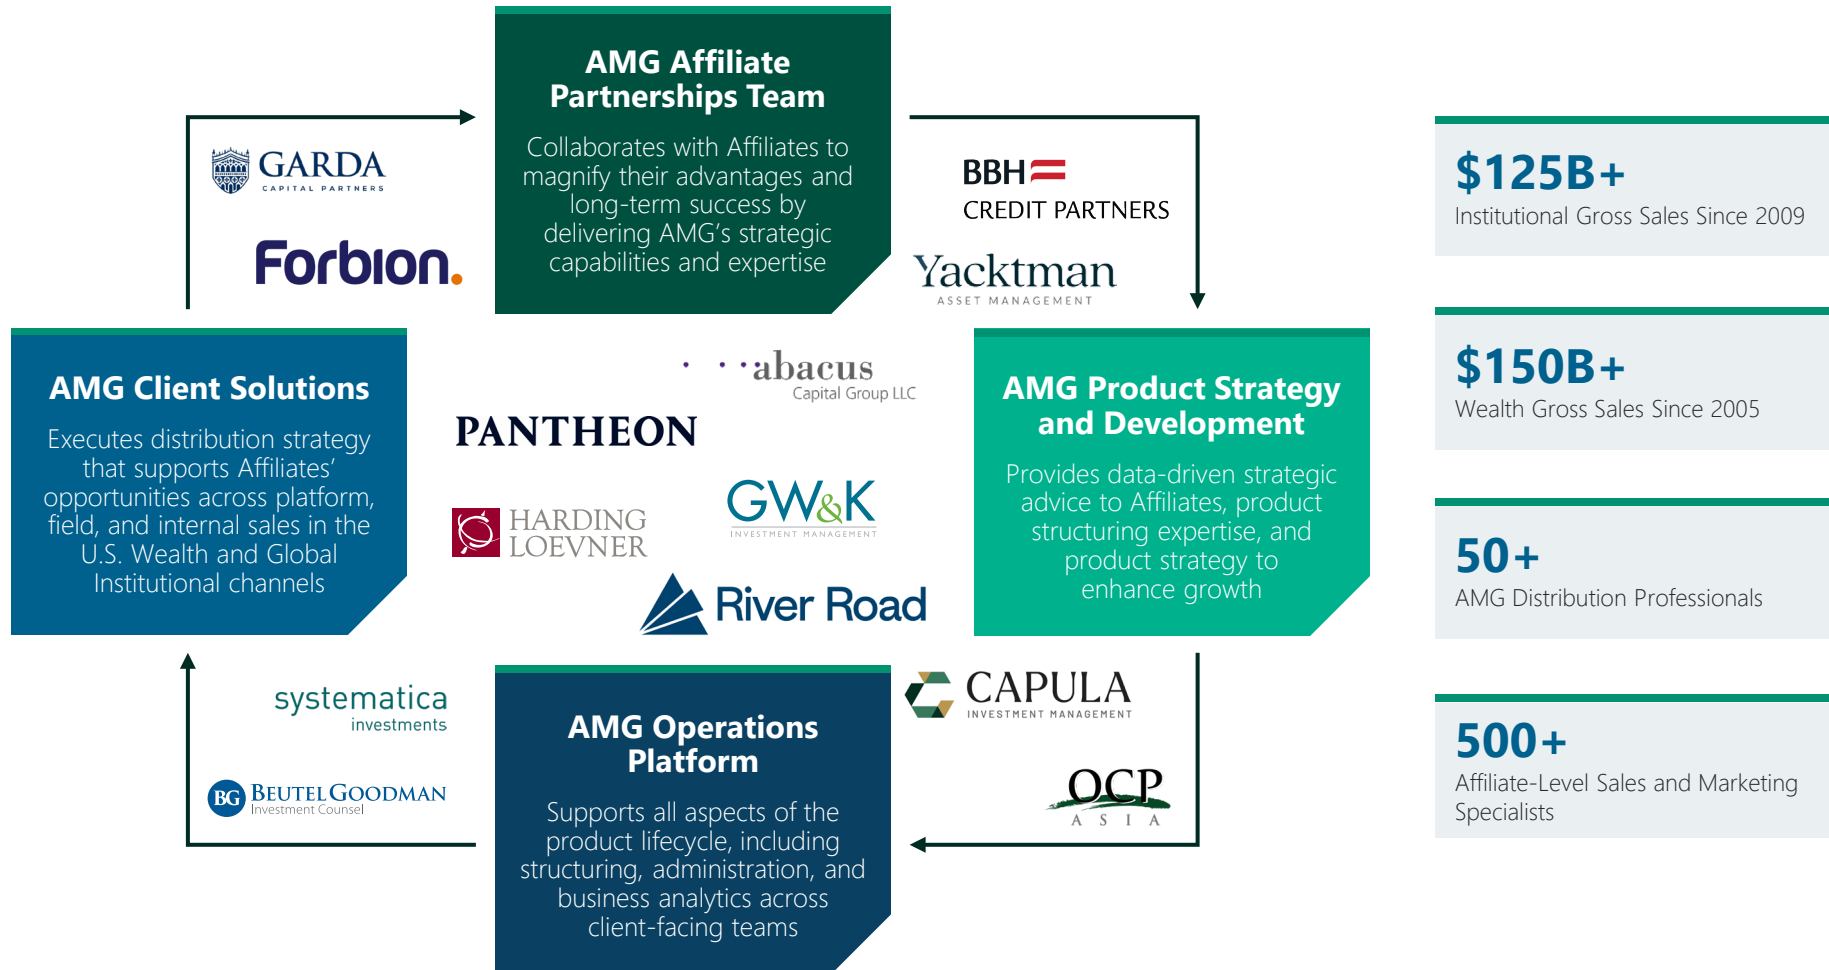 AMG Affiliate
Partnerships Team
Collaborates with Affiliates to
magnify their advantages and
long-term success by
delivering AMG's strategic
capabilities and expertise
GARDA
CAPITAL PARTNERS
Forbion.
BBH
CREDIT PARTNERS
Yacktman
ASSET MANAGEMENT
AMG Client Solutions
Executes distribution strategy
that supports Affiliates'
opportunities across platform,
field, and internal sales in the
U.S. Wealth and Global
Institutional channels
abacus
Capital Group LLC
PANTHEON
HARDING
LOEVNER
GW&K
INVESTMENT MANAGEMENT
River Road
AMG Product Strategy
and Development
Provides data-driven strategic
advice to Affiliates, product
structuring expertise, and
product strategy to
enhance growth
systematica
investments
BG BEUTEL GOODMAN
Investment Counsel
AMG Operations
Platform
Supports all aspects of the
product lifecycle, including
structuring, administration, and
business analytics across
client-facing teams
CAPULA
INVESTMENT MANAGEMENT
OCP
ASIA
$125B+
Institutional Gross Sales Since 2009
$150B+
Wealth Gross Sales Since 2005
50+
AMG Distribution Professionals
500+
Affiliate-Level Sales and Marketing
Specialists